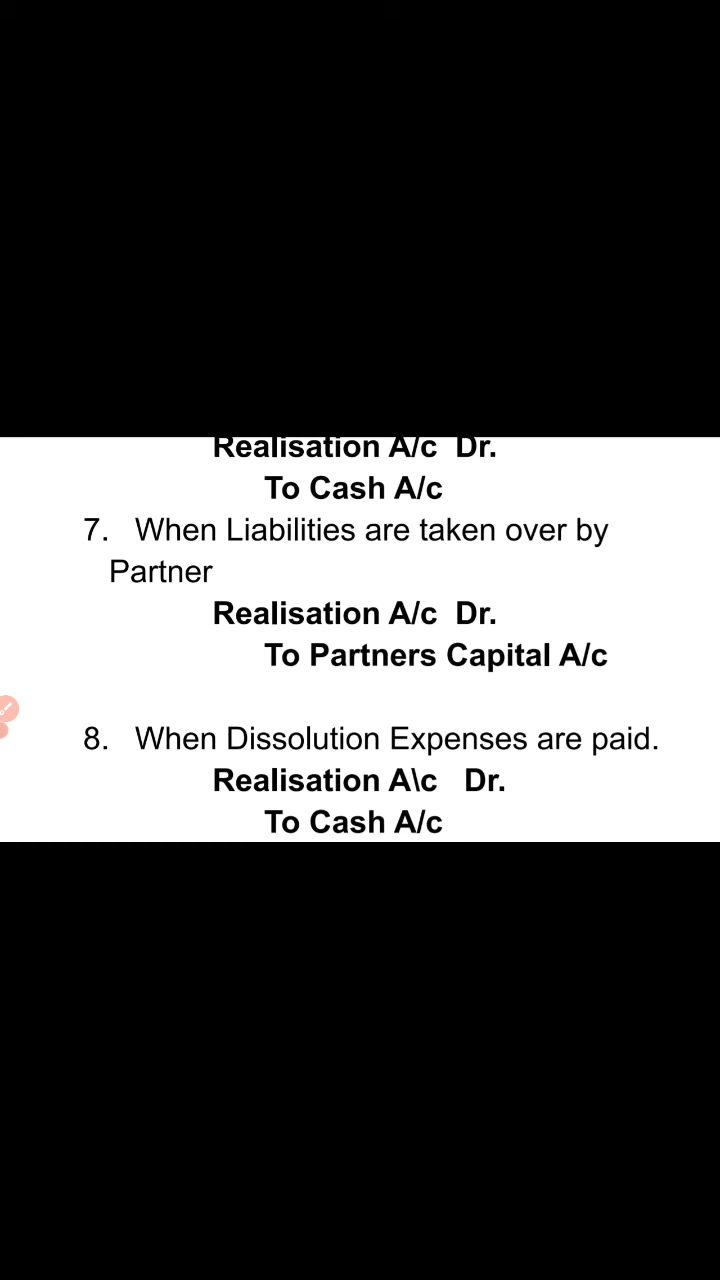 Realisation A/c Dr.
To Cash A/c
7. When Liabilities are taken over by
Partner
Realisation A/c Dr.
To Partners Capital A/c
8. When Dissolution Expenses are paid.
Realisation A\c Dr.
To Cash A/c